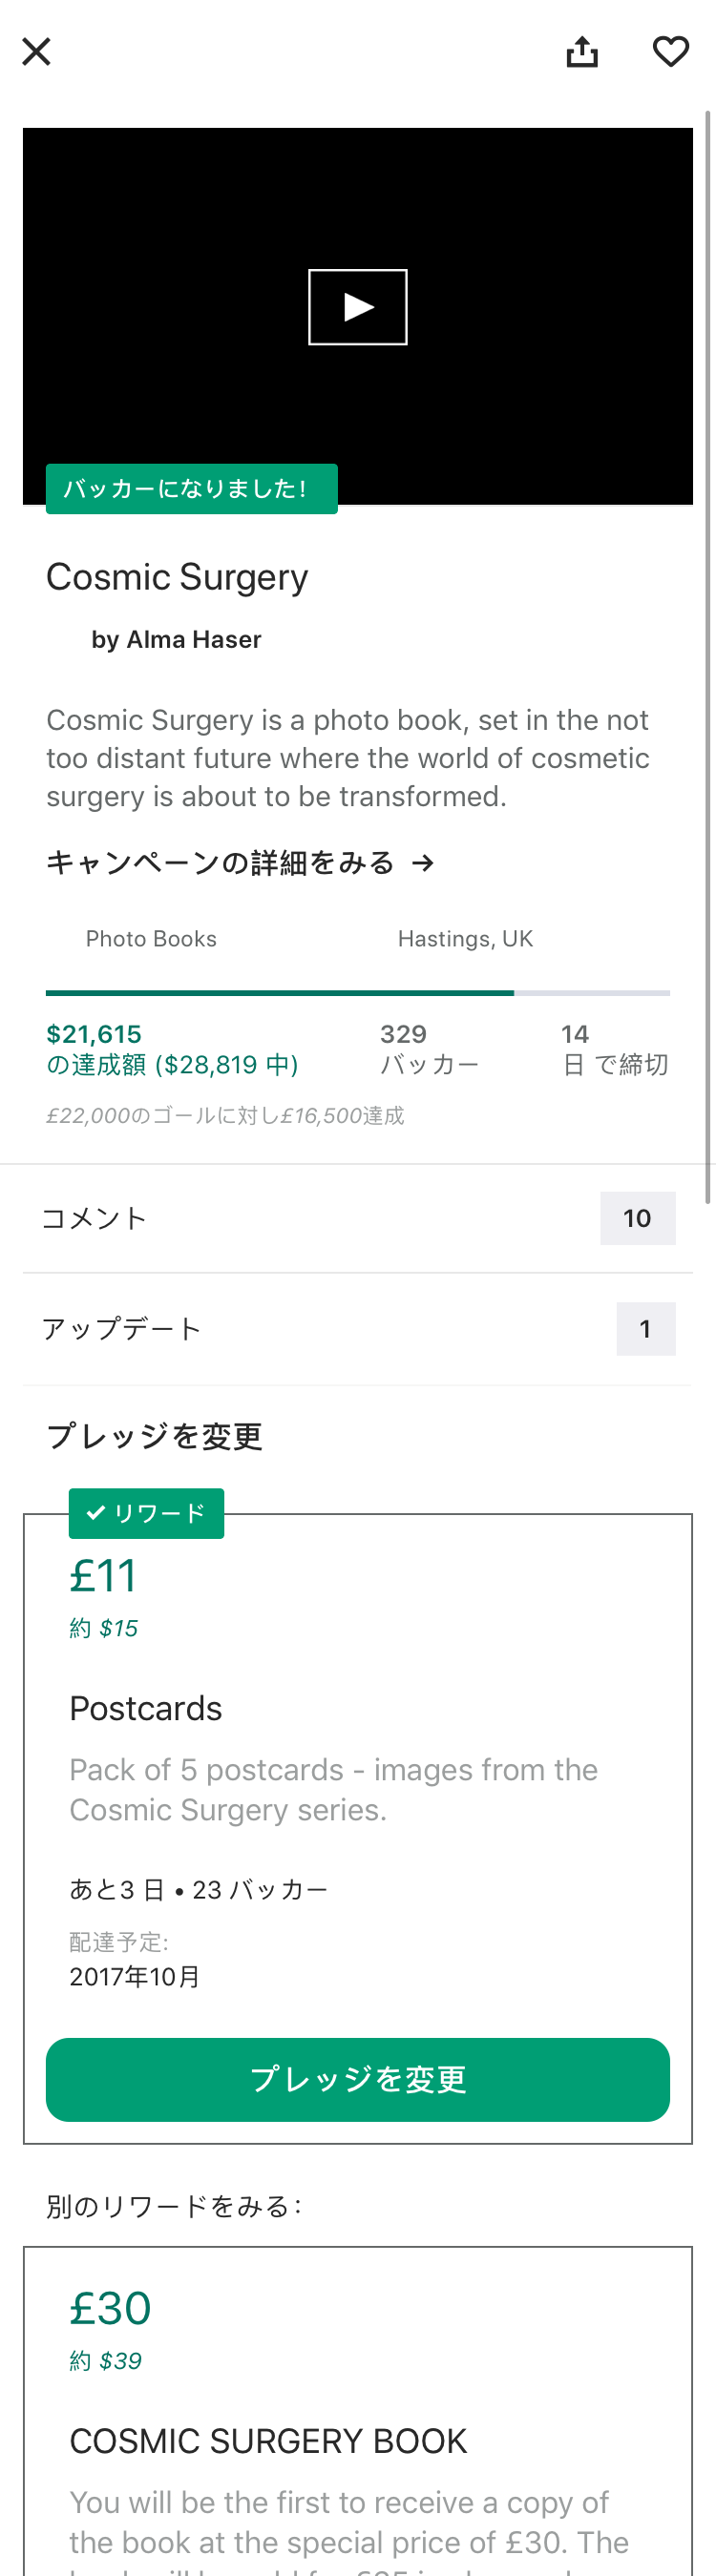 バッカーになりました!
Cosmic Surgery
by Alma Haser
Cosmic Surgery is a photo book, set in the not
too distant future where the world of cosmetic
surgery is about to be transformed.
キャンペーンの詳細をみる →
Photo Books Hastings, UK
$21,615 329 14
の達成額 ($28,819 中) バッカー 日 で締切
£22,000のゴールに対し£16,500達成
コメント 10
アップデート 1
プレッジを変更
✓ リワード
£11
約 $15
Postcards
Pack of 5 postcards - images from the
Cosmic Surgery series.
あと3 日 • 23 バッカー
配達予定:
2017年10月
プレッジを変更
別のリワードをみる:
£30
約 $39
COSMIC SURGERY BOOK
You will be the first to receive a copy of
the book at the special price of £30. The